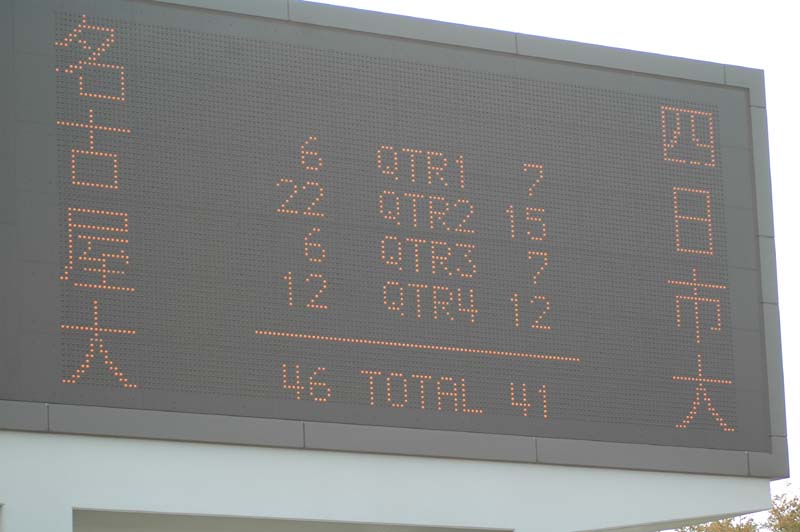 名古屋大
6 QTR1 7
22 QTR2 15
6 QTR3 7
12 QTR4 12
46 TOTAL 41
四日市大